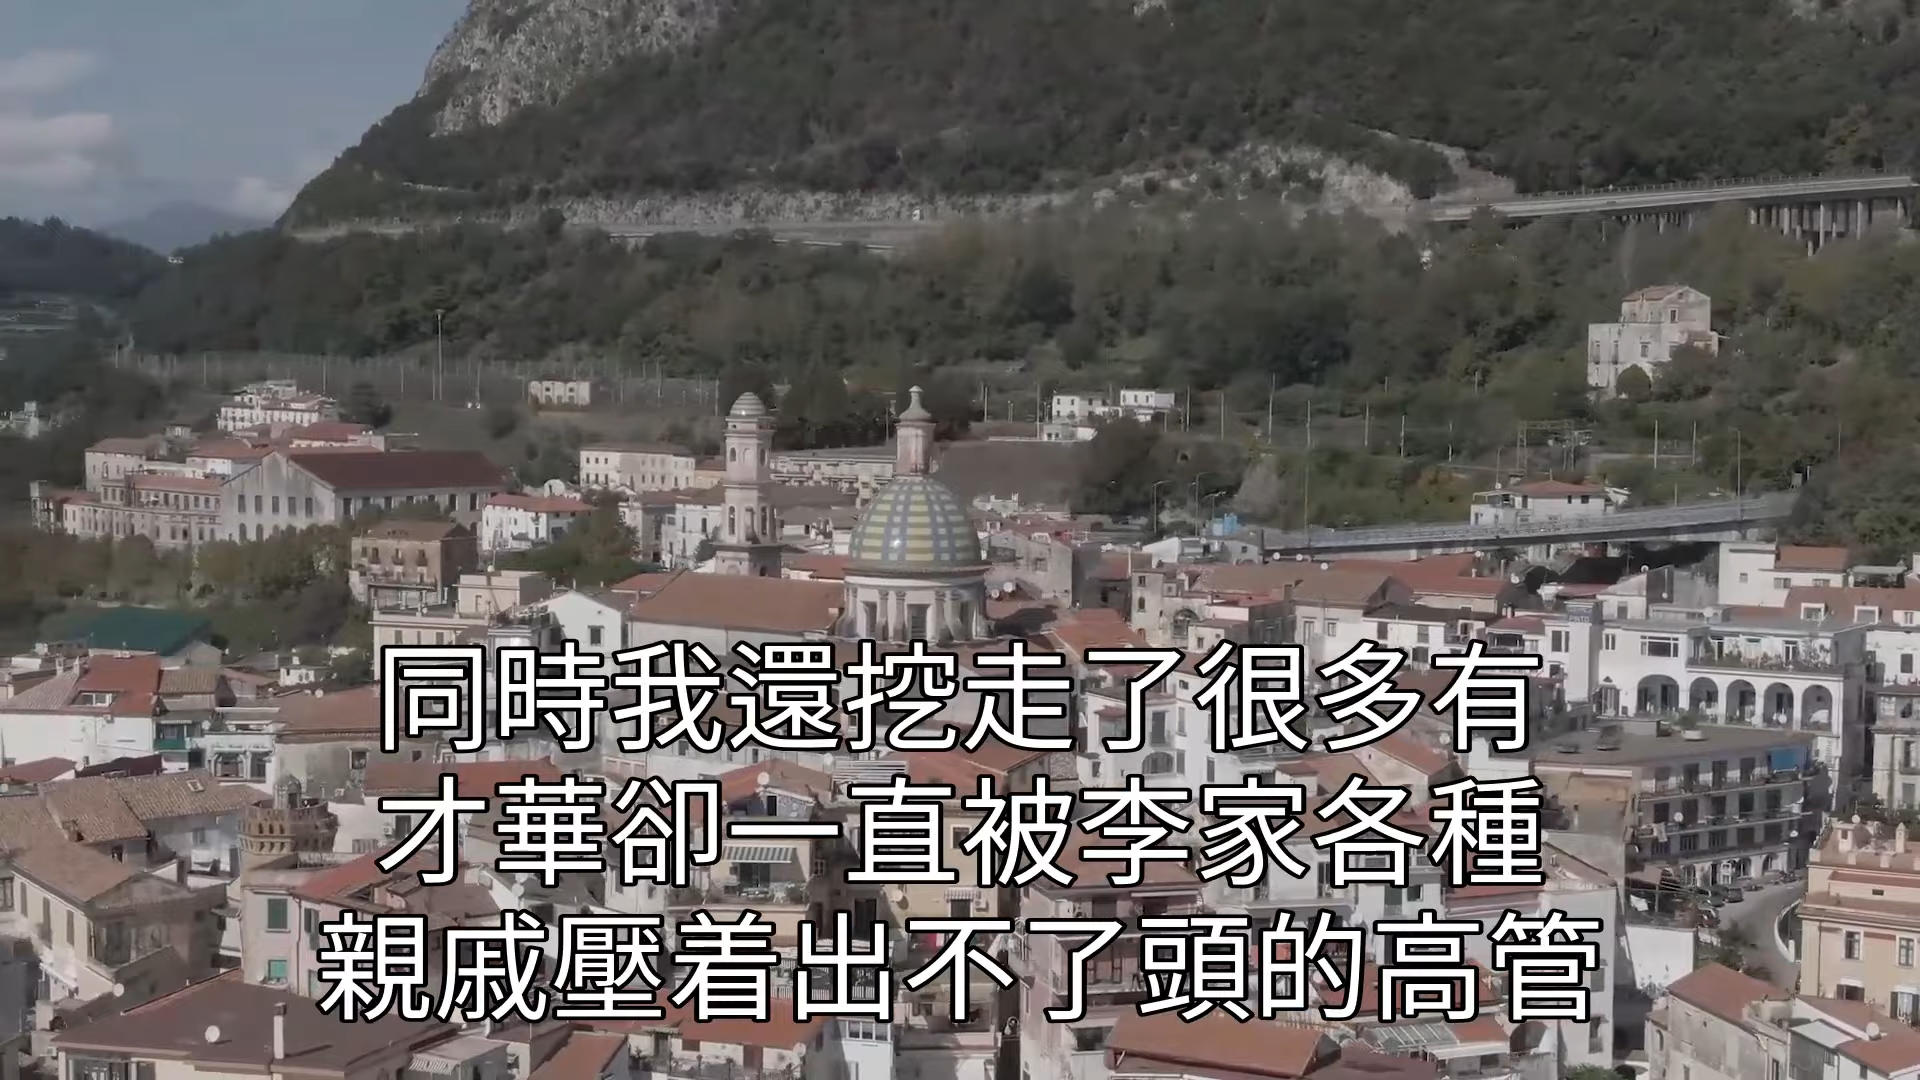 同時我還挖走了很多有
才華卻一直被李家各種
親戚壓着出不了頭的高管